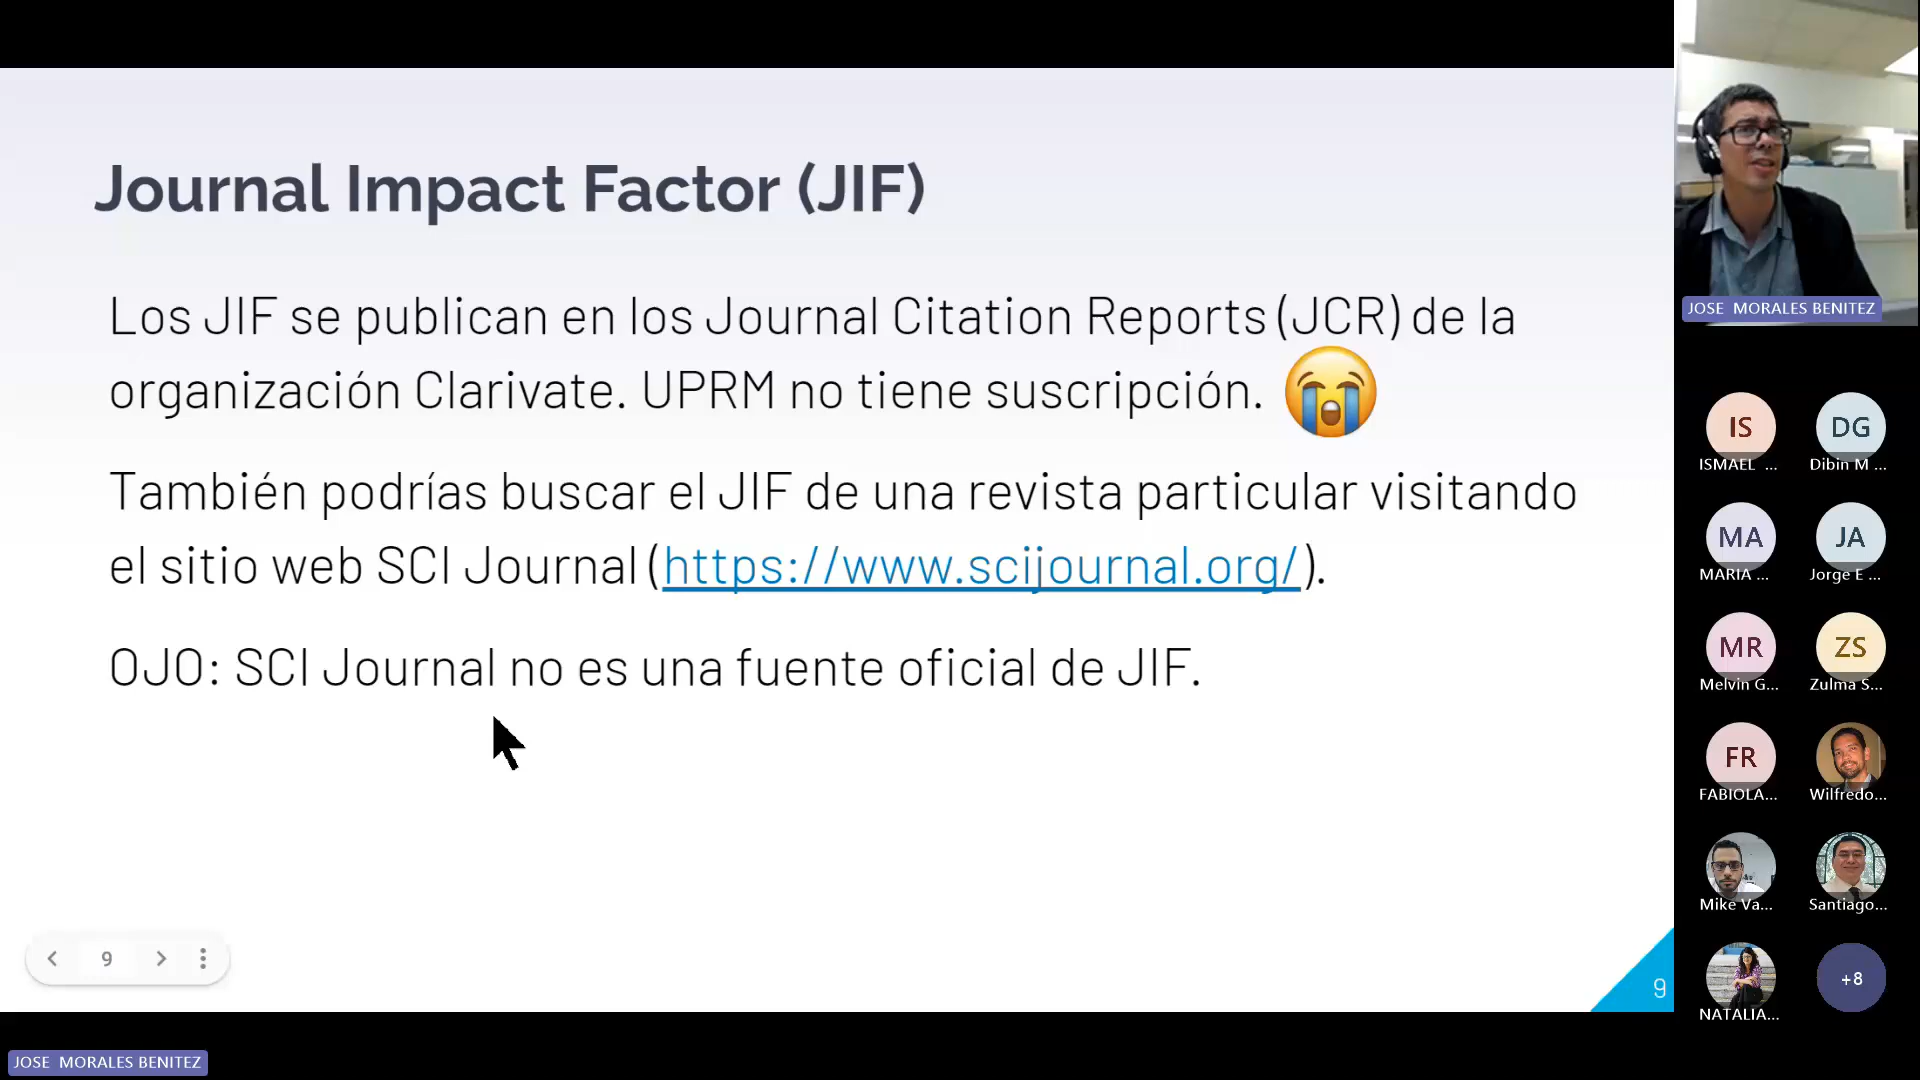 Journal Impact Factor (JIF)
Los JIF se publican en los Journal Citation Reports (JCR) de la
organización Clarivate. UPRM no tiene suscripción.
También podrías buscar el JIF de una revista particular visitando
el sitio web SCI Journal (https://www.scijournal.org/).
OJO: SCI Journal no es una fuente oficial de JIF.
9
9
JOSE MORALES BENITEZ
JOSE MORALES BENITEZ
IS
ISMAEL ...
DG
Dibin M ...
MA
MARIA ...
JA
Jorge E ...
MR
Melvin G...
ZS
Zulma S...
FR
FABIOLA...
Wilfredo...
Mike Va...
Santiago...
NATALIA...
+8